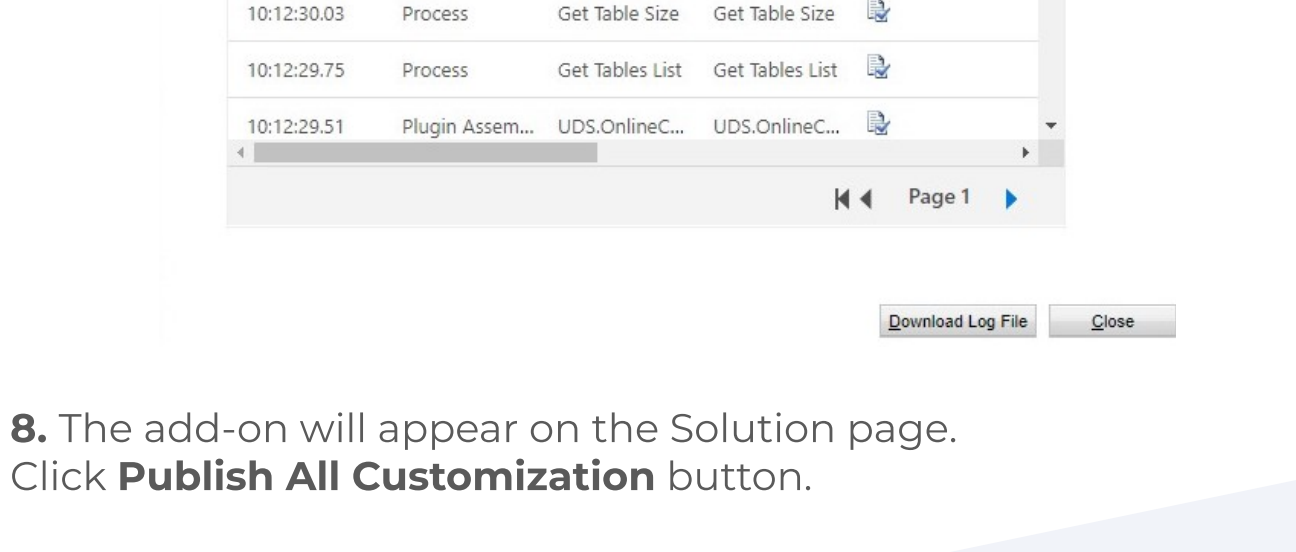 10:12:30.03 Process Get Table Size Get Table Size
10:12:29.75 Process Get Tables List Get Tables List
10:12:29.51 Plugin Assem... UDS.OnlineC... UDS.OnlineC...
Page 1
Download Log File Close
8. The add-on will appear on the Solution page.
Click Publish All Customization button.